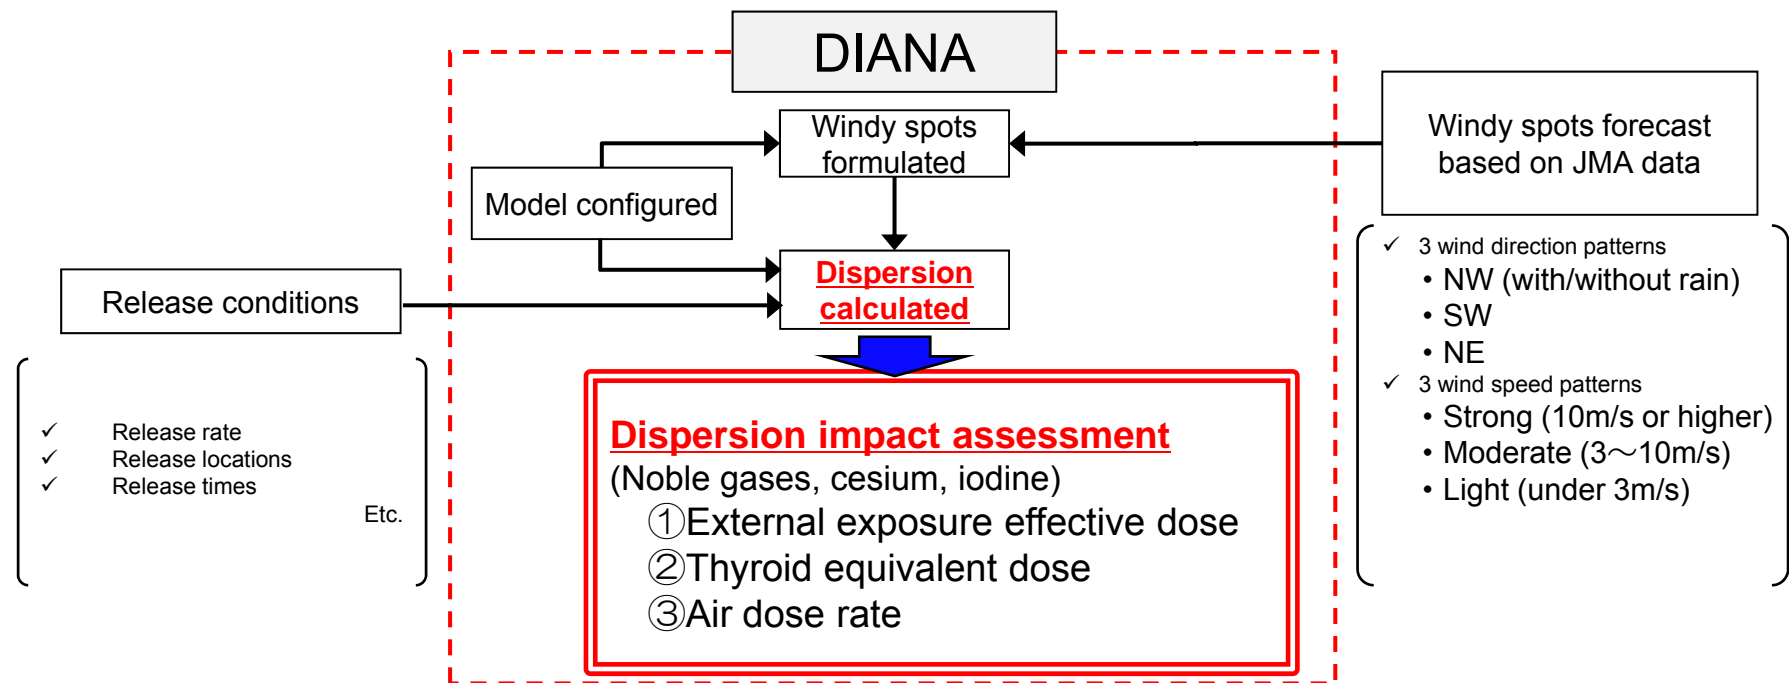 DIANA
Windy spots
formulated
Windy spots forecast
based on JMA data
Model configured
Dispersion
calculated
Release conditions
✓ Release rate
✓ Release locations
✓ Release times
Etc.
✓ 3 wind direction patterns
・NW (with/without rain)
・SW
・NE
✓ 3 wind speed patterns
・Strong (10m/s or higher)
・Moderate (3～10m/s)
・Light (under 3m/s)
Dispersion impact assessment
(Noble gases, cesium, iodine)
①External exposure effective dose
②Thyroid equivalent dose
③Air dose rate